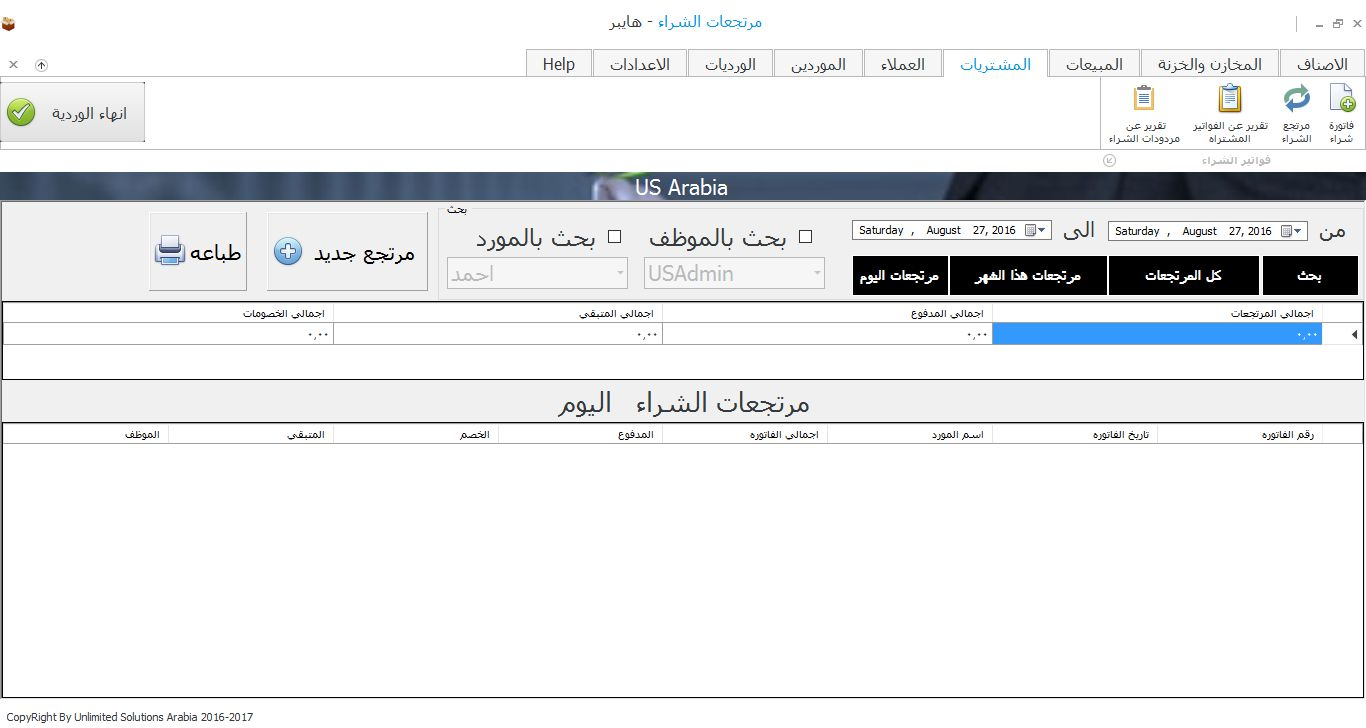 مرتجعات الشراء - هايبر
الاصناف
المخازن والخزنة
المبيعات
المشتريات
العملاء
الموردين
الورديات
الاعدادات
Help
فاتورة شراء
مرتجع الشراء
تقرير عن الفواتير المشتراه
تقرير عن مردودات الشراء
انهاء الوردية
فواتير الشراء
US Arabia
من
Saturday , August 27, 2016
الى
Saturday , August 27, 2016
بحث
كل المرتجعات
مرتجعات هذا الشهر
مرتجعات اليوم
بحث
بحث بالموظف
USAdmin
بحث بالمورد
احمد
مرتجع جديد
طباعه
اجمالي المرتجعات
اجمالي المدفوع
اجمالي المتبقي
اجمالي الخصومات
٠,٠٠
٠,٠٠
٠,٠٠
٠,٠٠
مرتجعات الشراء اليوم
رقم الفاتوره
تاريخ الفاتوره
اسم المورد
اجمالي الفاتوره
المدفوع
الخصم
المتبقي
الموظف
CopyRight By Unlimited Solutions Arabia 2016-2017